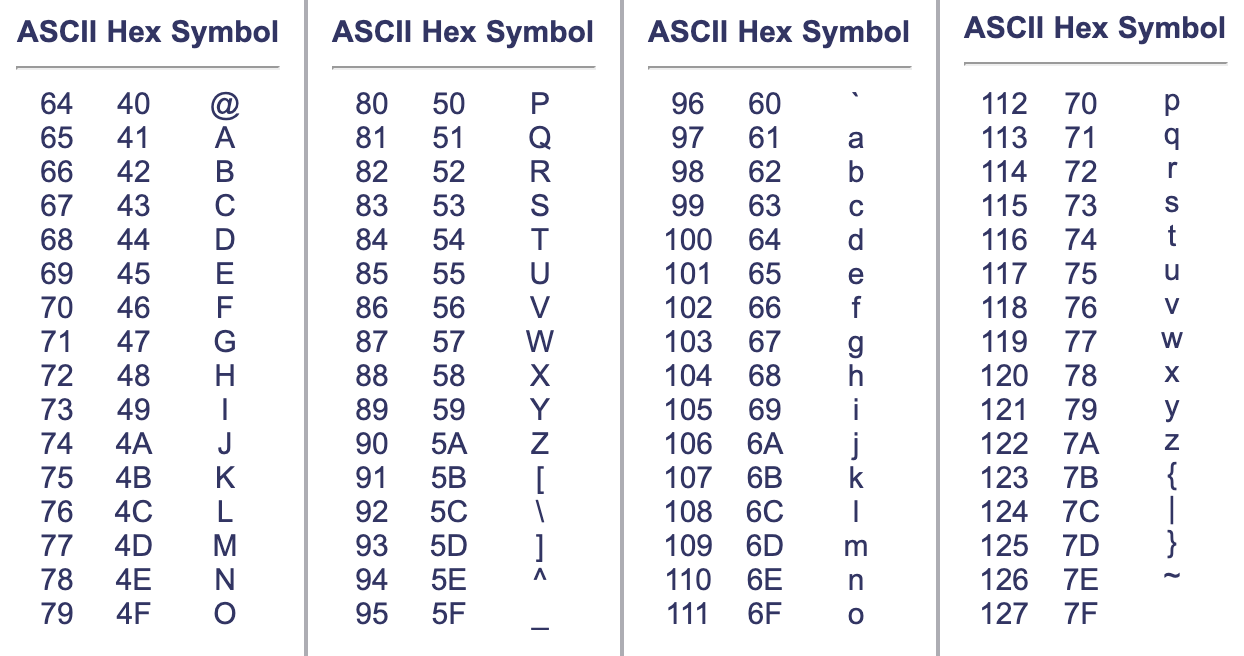 ASCII Hex Symbol
64 40 @
65 41 A
66 42 B
67 43 C
68 44 D
69 45 E
70 46 F
71 47 G
72 48 H
73 49 I
74 4A J
75 4B K
76 4C L
77 4D M
78 4E N
79 4F O
ASCII Hex Symbol
80 50 P
81 51 Q
82 52 R
83 53 S
84 54 T
85 55 U
86 56 V
87 57 W
88 58 X
89 59 Y
90 5A Z
91 5B [
92 5C \
93 5D ]
94 5E ^
95 5F _
ASCII Hex Symbol
96 60 `
97 61 a
98 62 b
99 63 c
100 64 d
101 65 e
102 66 f
103 67 g
104 68 h
105 69 i
106 6A j
107 6B k
108 6C l
109 6D m
110 6E n
111 6F o
ASCII Hex Symbol
112 70 p
113 71 q
114 72 r
115 73 s
116 74 t
117 75 u
118 76 v
119 77 w
120 78 x
121 79 y
122 7A z
123 7B {
124 7C |
125 7D }
126 7E ~
127 7F